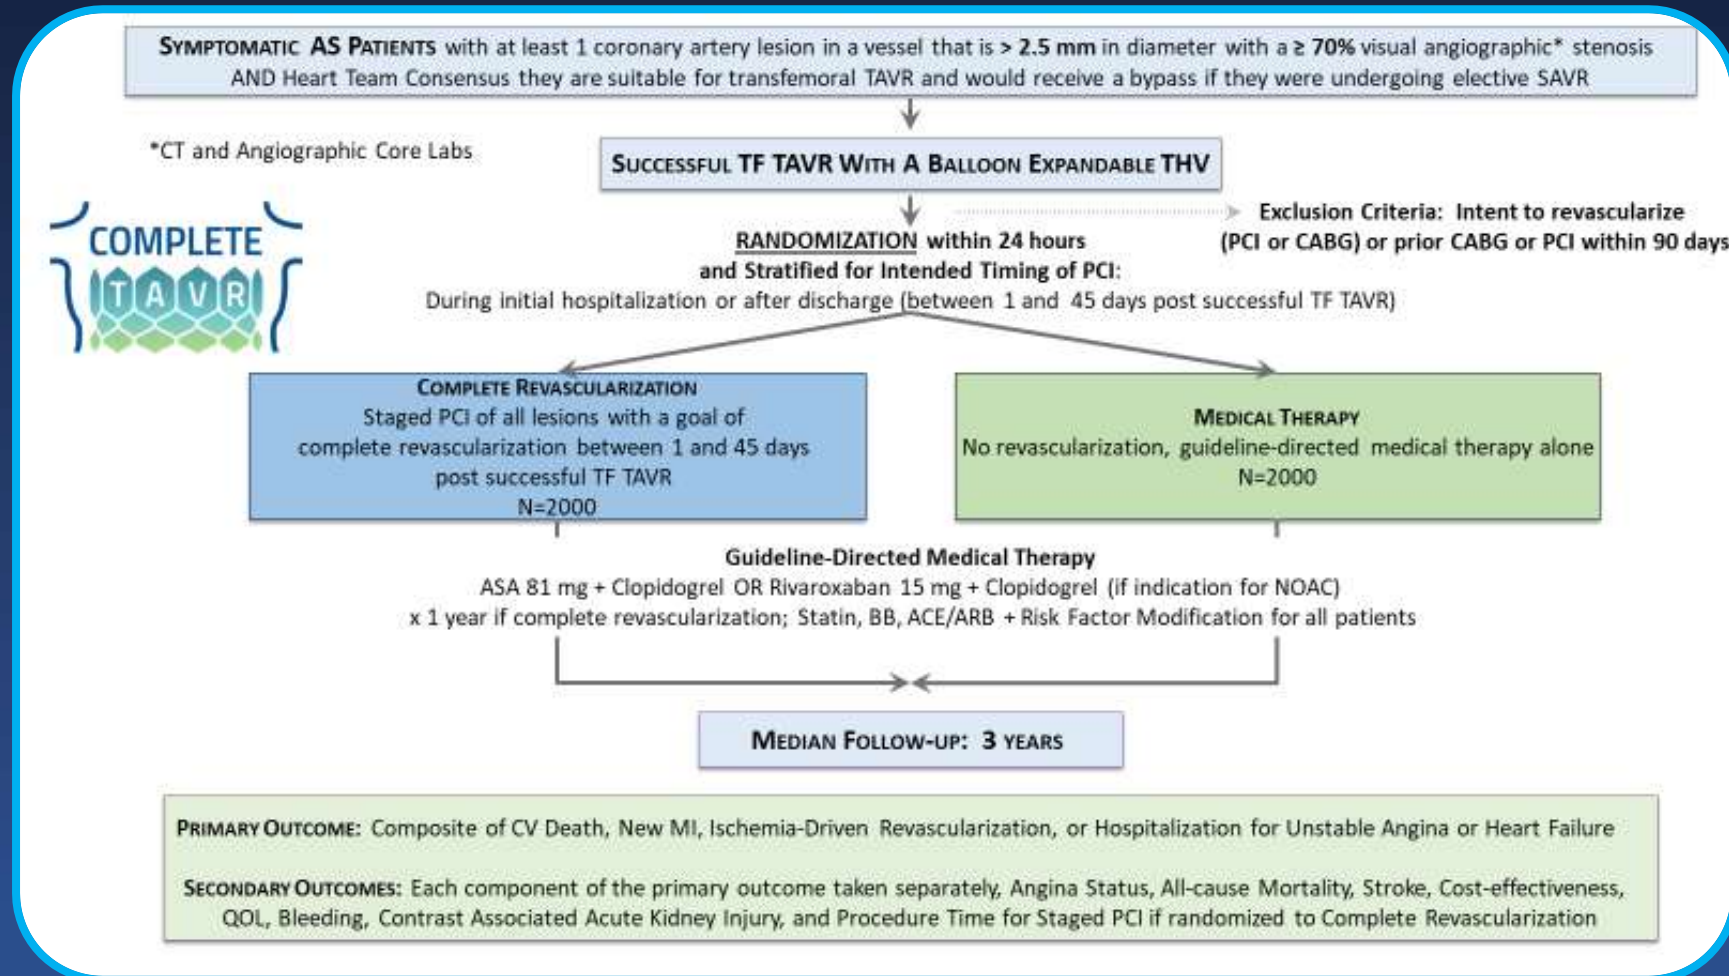 SYMPTOMATIC AS PATIENTS with at least 1 coronary artery lesion in a vessel that is > 2.5 mm in diameter with a ≥ 70% visual angiographic* stenosis
AND Heart Team Consensus they are suitable for transfemoral TAVR and would receive a bypass if they were undergoing elective SAVR
*CT and Angiographic Core Labs
SUCCESSFUL TF TAVR WITH A BALLOON EXPANDABLE THV
COMPLETE
TAVR
Exclusion Criteria: Intent to revascularize
(PCI or CABG) or prior CABG or PCI within 90 days
RANDOMIZATION within 24 hours
and Stratified for Intended Timing of PCI:
During initial hospitalization or after discharge (between 1 and 45 days post successful TF TAVR)
COMPLETE REVASCULARIZATION
Staged PCI of all lesions with a goal of
complete revascularization between 1 and 45 days
post successful TF TAVR
N=2000
MEDICAL THERAPY
No revascularization, guideline-directed medical therapy alone
N=2000
Guideline-Directed Medical Therapy
ASA 81 mg + Clopidogrel OR Rivaroxaban 15 mg + Clopidogrel (if indication for NOAC)
x 1 year if complete revascularization; Statin, BB, ACE/ARB + Risk Factor Modification for all patients
MEDIAN FOLLOW-UP: 3 YEARS
PRIMARY OUTCOME: Composite of CV Death, New MI, Ischemia-Driven Revascularization, or Hospitalization for Unstable Angina or Heart Failure
SECONDARY OUTCOMES: Each component of the primary outcome taken separately, Angina Status, All-cause Mortality, Stroke, Cost-effectiveness,
QOL, Bleeding, Contrast Associated Acute Kidney Injury, and Procedure Time for Staged PCI if randomized to Complete Revascularization